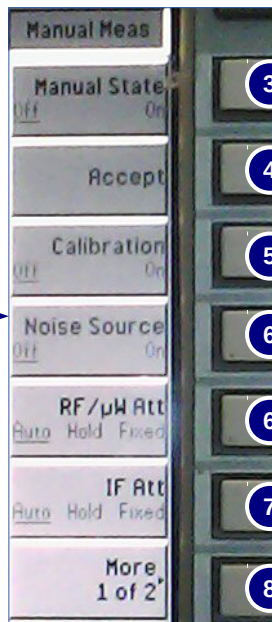 Manual Meas
Manual State
Off On
3
Accept
4
Calibration
Off On
5
Noise Source
Off On
6
RF/µW Att
Auto Hold Fixed
6
IF Att
Auto Hold Fixed
7
More
1 of 2
8